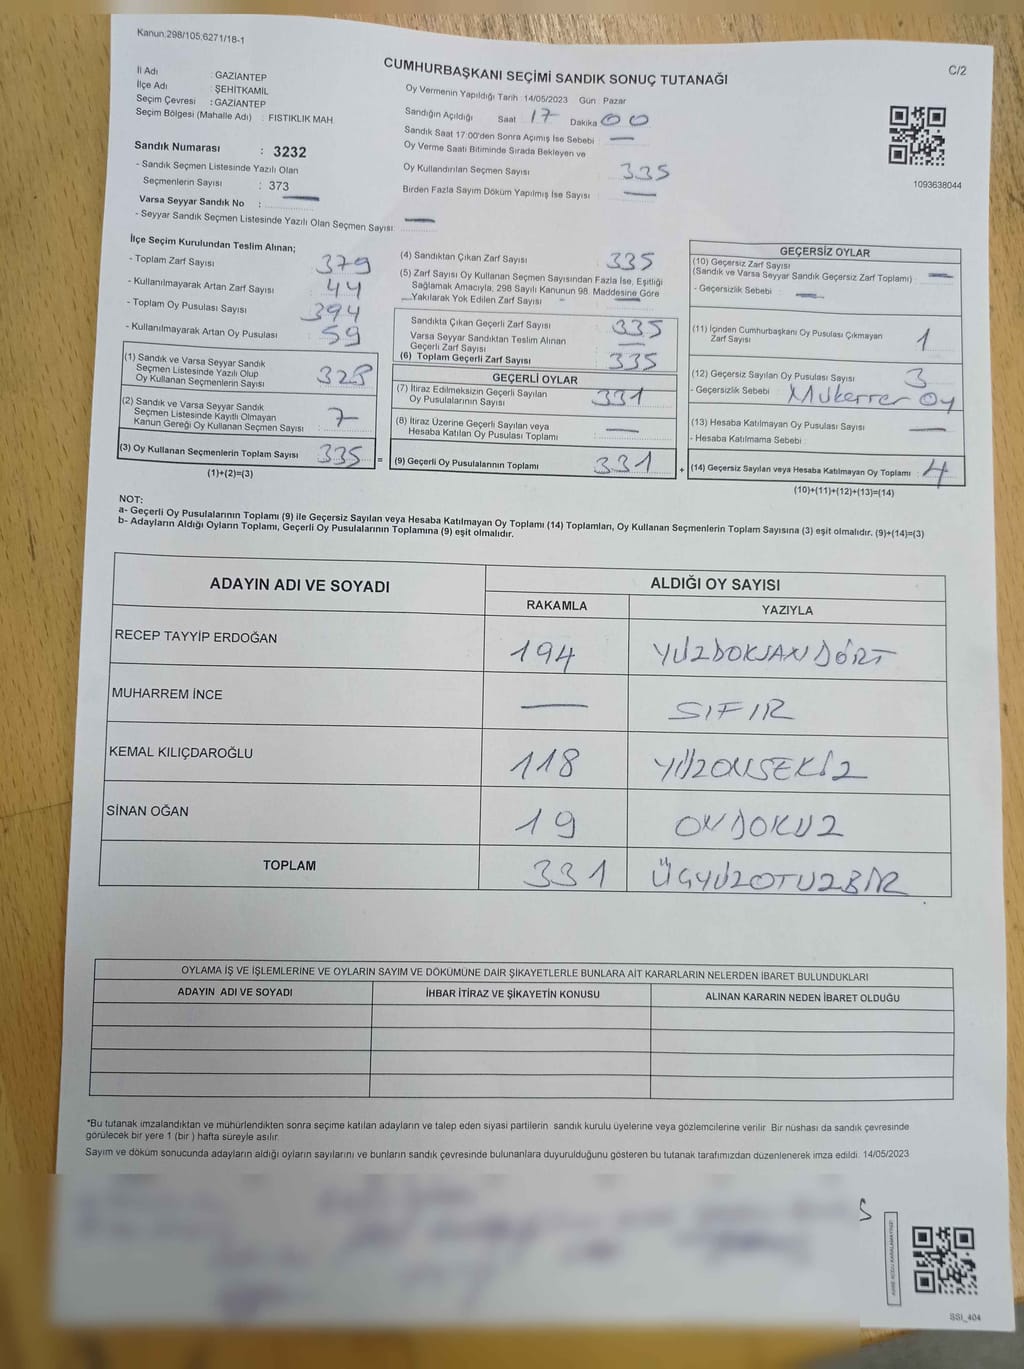 Kanun:298/105,6271/18-1
C/2
CUMHURBAŞKANI SEÇİMİ SANDIK SONUÇ TUTANAĞI
İl Adı : GAZİANTEP
İlçe Adı : ŞEHİTKAMİL
Seçim Çevresi : GAZİANTEP
Seçim Bölgesi (Mahalle Adı) : FISTIKLIK MAH
Sandık Numarası : 3232
- Sandık Seçmen Listesinde Yazılı Olan
Seçmenlerin Sayısı : 373
Varsa Seyyar Sandık No : —
- Seyyar Sandık Seçmen Listesinde Yazılı Olan Seçmen Sayısı: —
Oy Vermenin Yapıldığı Tarih 14/05/2023 Gün Pazar
Sandığın Açıldığı Saat 17 Dakika 00
Sandık Saat 17:00'den Sonra Açımış İse Sebebi : —
Oy Verme Saati Bitiminde Sırada Bekleyen ve
Oy Kullandırılan Seçmen Sayısı : 335
Birden Fazla Sayım Döküm Yapılmış İse Sayısı : —
1093638044
İlçe Seçim Kurulundan Teslim Alınan;
- Toplam Zarf Sayısı 379
- Kullanılmayarak Artan Zarf Sayısı 44
- Toplam Oy Pusulası Sayısı 394
- Kullanılmayarak Artan Oy Pusulası 59
(1) Sandık ve Varsa Seyyar Sandık
Seçmen Listesinde Yazılı Olup
Oy Kullanan Seçmenlerin Sayısı : 328
(2) Sandık ve Varsa Seyyar Sandık
Seçmen Listesinde Kayıtlı Olmayan
Kanun Gereği Oy Kullanan Seçmen Sayısı : 7
(3) Oy Kullanan Seçmenlerin Toplam Sayısı : 335 =
(1)+(2)=(3)
(4) Sandıktan Çıkan Zarf Sayısı : 335
(5) Zarf Sayısı Oy Kullanan Seçmen Sayısından Fazla İse, Eşitliği
Sağlamak Amacıyla, 298 Sayılı Kanunun 98. Maddesine Göre
Yakılarak Yok Edilen Zarf Sayısı : —
Sandıkta Çıkan Geçerli Zarf Sayısı : 335
Varsa Seyyar Sandıktan Teslim Alınan
Geçerli Zarf Sayısı : —
(6) Toplam Geçerli Zarf Sayısı : 335
GEÇERLİ OYLAR
(7) İtiraz Edilmeksizin Geçerli Sayılan
Oy Pusulalarının Sayısı : 331
(8) İtiraz Üzerine Geçerli Sayılan veya
Hesaba Katılan Oy Pusulası Toplamı : —
(9) Geçerli Oy Pusulalarının Toplamı : 331 +
GEÇERSİZ OYLAR
(10) Geçersiz Zarf Sayısı
(Sandık ve Varsa Seyyar Sandık Geçersiz Zarf Toplamı) : —
- Geçersizlik Sebebi : —
(11) İçinden Cumhurbaşkanı Oy Pusulası Çıkmayan
Zarf Sayısı : 1
(12) Geçersiz Sayılan Oy Pusulası Sayısı : 3
- Geçersizlik Sebebi : Mükerrer Oy
(13) Hesaba Katılmayan Oy Pusulası Sayısı : —
- Hesaba Katılmama Sebebi :
(14) Geçersiz Sayılan veya Hesaba Katılmayan Oy Toplamı : 4
(10)+(11)+(12)+(13)=(14)
NOT:
a- Geçerli Oy Pusulalarının Toplamı (9) ile Geçersiz Sayılan veya Hesaba Katılmayan Oy Toplamı (14) Toplamları, Oy Kullanan Seçmenlerin Toplam Sayısına (3) eşit olmalıdır. (9)+(14)=(3)
b- Adayların Aldığı Oyların Toplamı, Geçerli Oy Pusulalarının Toplamına (9) eşit olmalıdır.
ADAYIN ADI VE SOYADI ALDIĞI OY SAYISI
RAKAMLA YAZIYLA
RECEP TAYYİP ERDOĞAN 194 YÜZDOKSANDÖRT
MUHARREM İNCE — SIFIR
KEMAL KILIÇDAROĞLU 118 YÜZONSEKİZ
SİNAN OĞAN 19 ONDOKUZ
TOPLAM 331 ÜÇYÜZOTUZBİR
OYLAMA İŞ VE İŞLEMLERİNE VE OYLARIN SAYIM VE DÖKÜMÜNE DAİR ŞİKAYETLERLE BUNLARA AİT KARARLARIN NELERDEN İBARET BULUNDUKLARI
ADAYIN ADI VE SOYADI İHBAR İTİRAZ VE ŞİKAYETİN KONUSU ALINAN KARARIN NEDEN İBARET OLDUĞU
*Bu tutanak imzalandıktan ve mühürlendikten sonra seçime katılan adayların ve talep eden siyasi partilerin sandık kurulu üyelerine veya gözlemcilerine verilir. Bir nüshası da sandık çevresinde
görülecek bir yere 1 (bir ) hafta süreyle asılır.
Sayım ve döküm sonucunda adayların aldığı oyların sayılarını ve bunların sandık çevresinde bulunanlara duyurulduğunu gösteren bu tutanak tarafımızdan düzenlenerek imza edildi. 14/05/2023
SSI_404